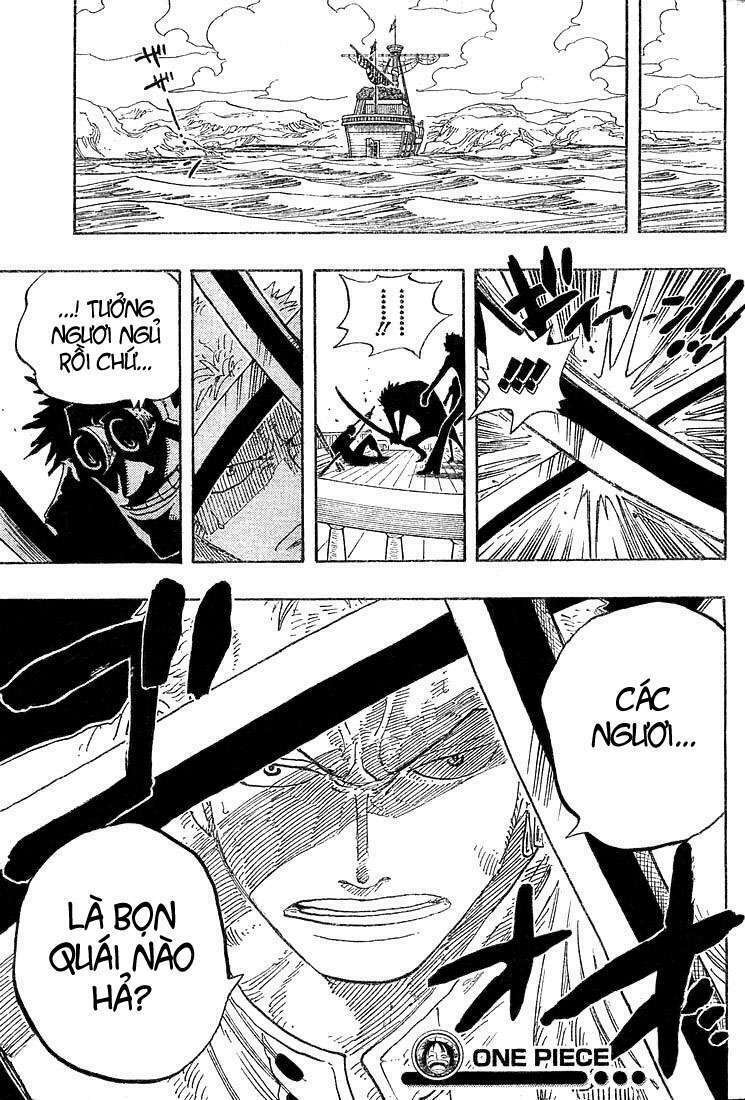 !!!
......!!
...! TƯỞNG
NGƯƠI NGỦ
RỒI CHỨ...
CÁC
NGƯƠI...
LÀ BỌN
QUÁI NÀO
HẢ?
ONE PIECE